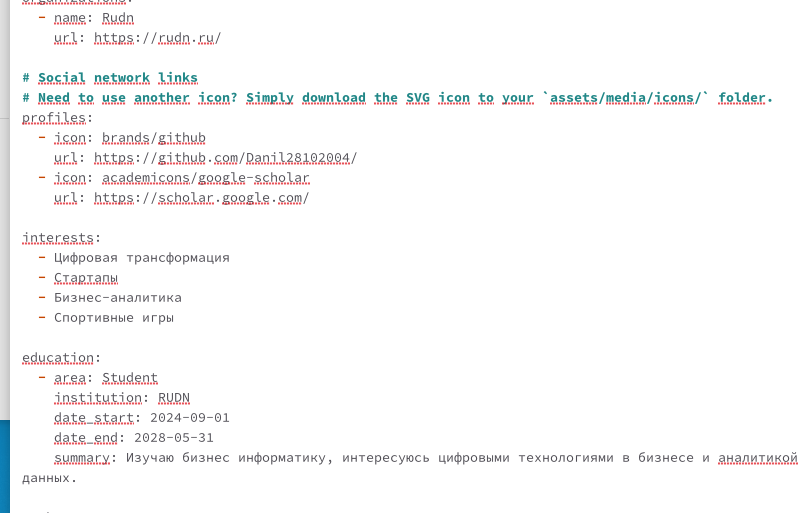 organizations:
- name: Rudn
url: https://rudn.ru/
# Social network links
# Need to use another icon? Simply download the SVG icon to your `assets/media/icons/` folder.
profiles:
- icon: brands/github
url: https://github.com/Danil28102004/
- icon: academicons/google-scholar
url: https://scholar.google.com/
interests:
- Цифровая трансформация
- Стартапы
- Бизнес-аналитика
- Спортивные игры
education:
- area: Student
institution: RUDN
date_start: 2024-09-01
date_end: 2028-05-31
summary: Изучаю бизнес информатику, интересуюсь цифровыми технологиями в бизнесе и аналитикой
данных.